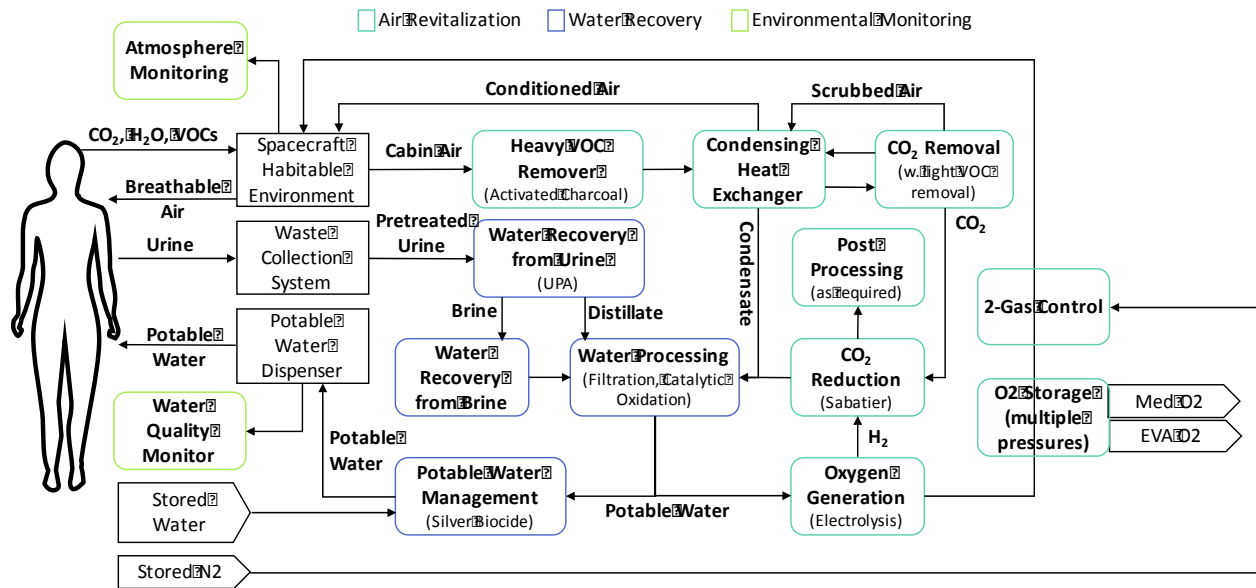 Air Revitalization
Water Recovery
Environmental Monitoring
Atmosphere
Monitoring
Conditioned Air
Scrubbed Air
CO₂, H₂O, VOCs
Spacecraft
Habitable
Environment
Cabin Air
Heavy VOC
Remover
(Activated Charcoal)
Condensing
Heat
Exchanger
CO₂ Removal
(w. light VOC
removal)
Breathable
Air
Urine
Waste
Collection
System
Pretreated
Urine
Water Recovery
from Urine
(UPA)
Condensate
CO₂
Post
Processing
(as required)
2-Gas Control
Brine
Distillate
Potable
Water
Potable
Water
Dispenser
Water
Recovery
from Brine
Water Processing
(Filtration, Catalytic
Oxidation)
CO₂
Reduction
(Sabatier)
O2 Storage
(multiple
pressures)
Med O2
EVA O2
Water
Quality
Monitor
Potable
Water
H₂
Stored
Water
Potable Water
Management
(Silver Biocide)
Potable Water
Oxygen
Generation
(Electrolysis)
Stored N2